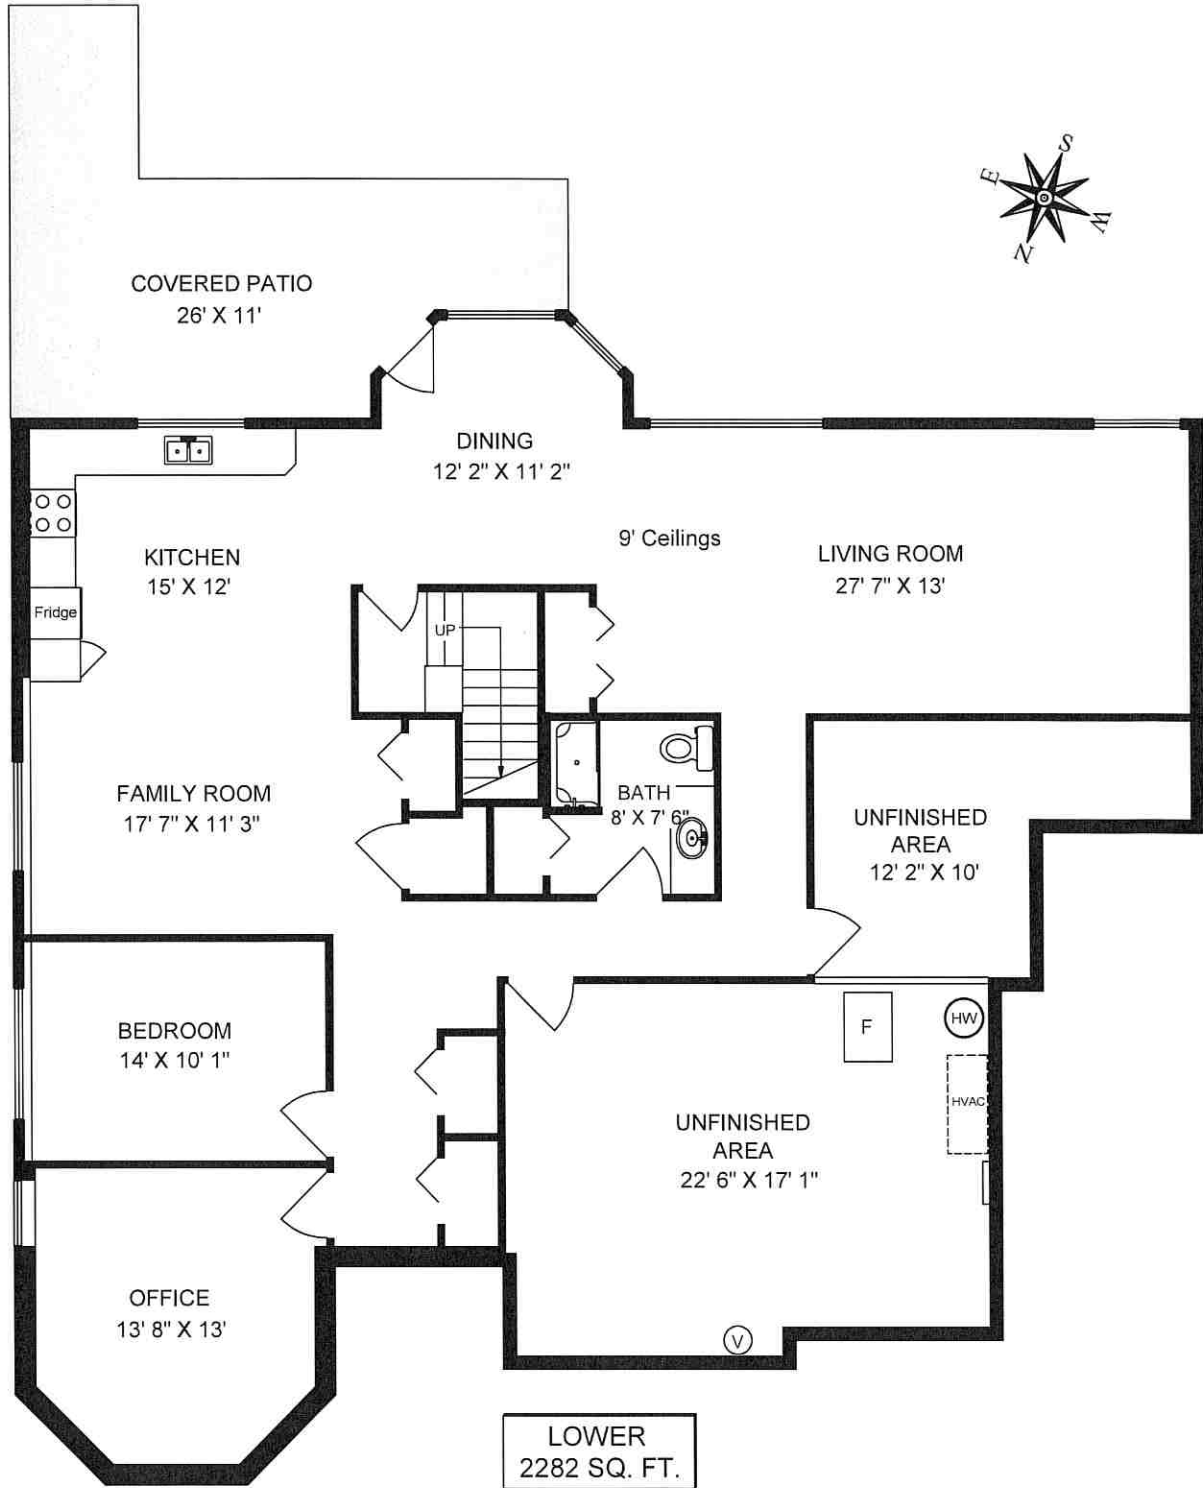 S
E
W
N
COVERED PATIO
26' X 11'
DINING
12' 2" X 11' 2"
9' Ceilings
KITCHEN
15' X 12'
LIVING ROOM
27' 7" X 13'
Fridge
UP
FAMILY ROOM
17' 7" X 11' 3"
BATH
8' X 7' 6"
UNFINISHED
AREA
12' 2" X 10'
BEDROOM
14' X 10' 1"
F
HW
HVAC
UNFINISHED
AREA
22' 6" X 17' 1"
OFFICE
13' 8" X 13'
V
LOWER
2282 SQ. FT.